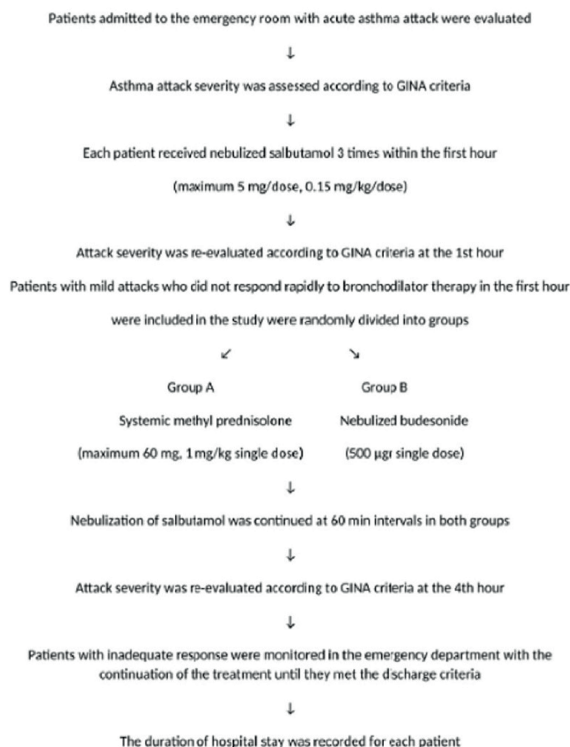 Patients admitted to the emergency room with acute asthma attack were evaluated
↓
Asthma attack severity was assessed according to GINA criteria
↓
Each patient received nebulized salbutamol 3 times within the first hour
(maximum 5 mg/dose, 0.15 mg/kg/dose)
↓
Attack severity was re-evaluated according to GINA criteria at the 1st hour
Patients with mild attacks who did not respond rapidly to bronchodilator therapy in the first hour
were included in the study were randomly divided into groups
↙ ↘
Group A Group B
Systemic methyl prednisolone Nebulized budesonide
(maximum 60 mg, 1mg/kg single dose) (500 µgr single dose)
↓
Nebulization of salbutamol was continued at 60 min intervals in both groups
↓
Attack severity was re-evaluated according to GINA criteria at the 4th hour
↓
Patients with inadequate response were monitored in the emergency department with the
continuation of the treatment until they met the discharge criteria
↓
The duration of hospital stay was recorded for each patient